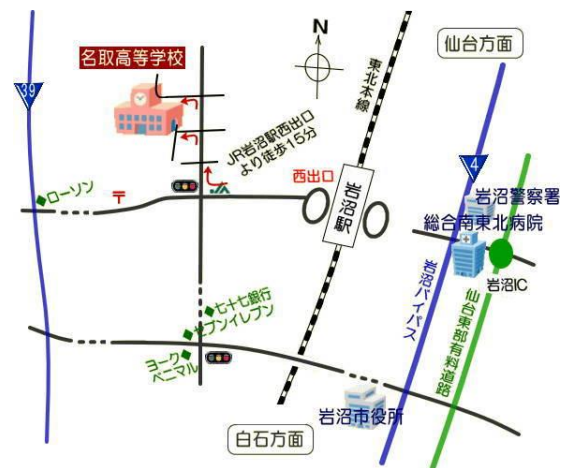 39
名取高等学校
N
東北本線
仙台方面
JR岩沼駅西出口
より徒歩15分
4
ローソン
〒
西出口
岩沼駅
岩沼警察署
総合南東北病院
岩沼IC
岩沼バイパス
仙台東部有料道路
七十七銀行
セブンイレブン
ヨーク
ベニマル
岩沼市役所
白石方面